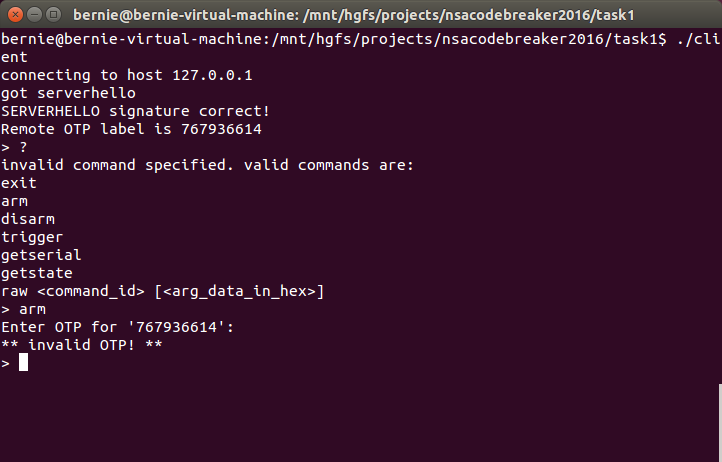 bernie@bernie-virtual-machine: /mnt/hgfs/projects/nsacodebreaker2016/task1
bernie@bernie-virtual-machine:/mnt/hgfs/projects/nsacodebreaker2016/task1$ ./cli
ent
connecting to host 127.0.0.1
got serverhello
SERVERHELLO signature correct!
Remote OTP label is 767936614
> ?
invalid command specified. valid commands are:
exit
arm
disarm
trigger
getserial
getstate
raw <command_id> [<arg_data_in_hex>]
> arm
Enter OTP for '767936614':
** invalid OTP! **
>